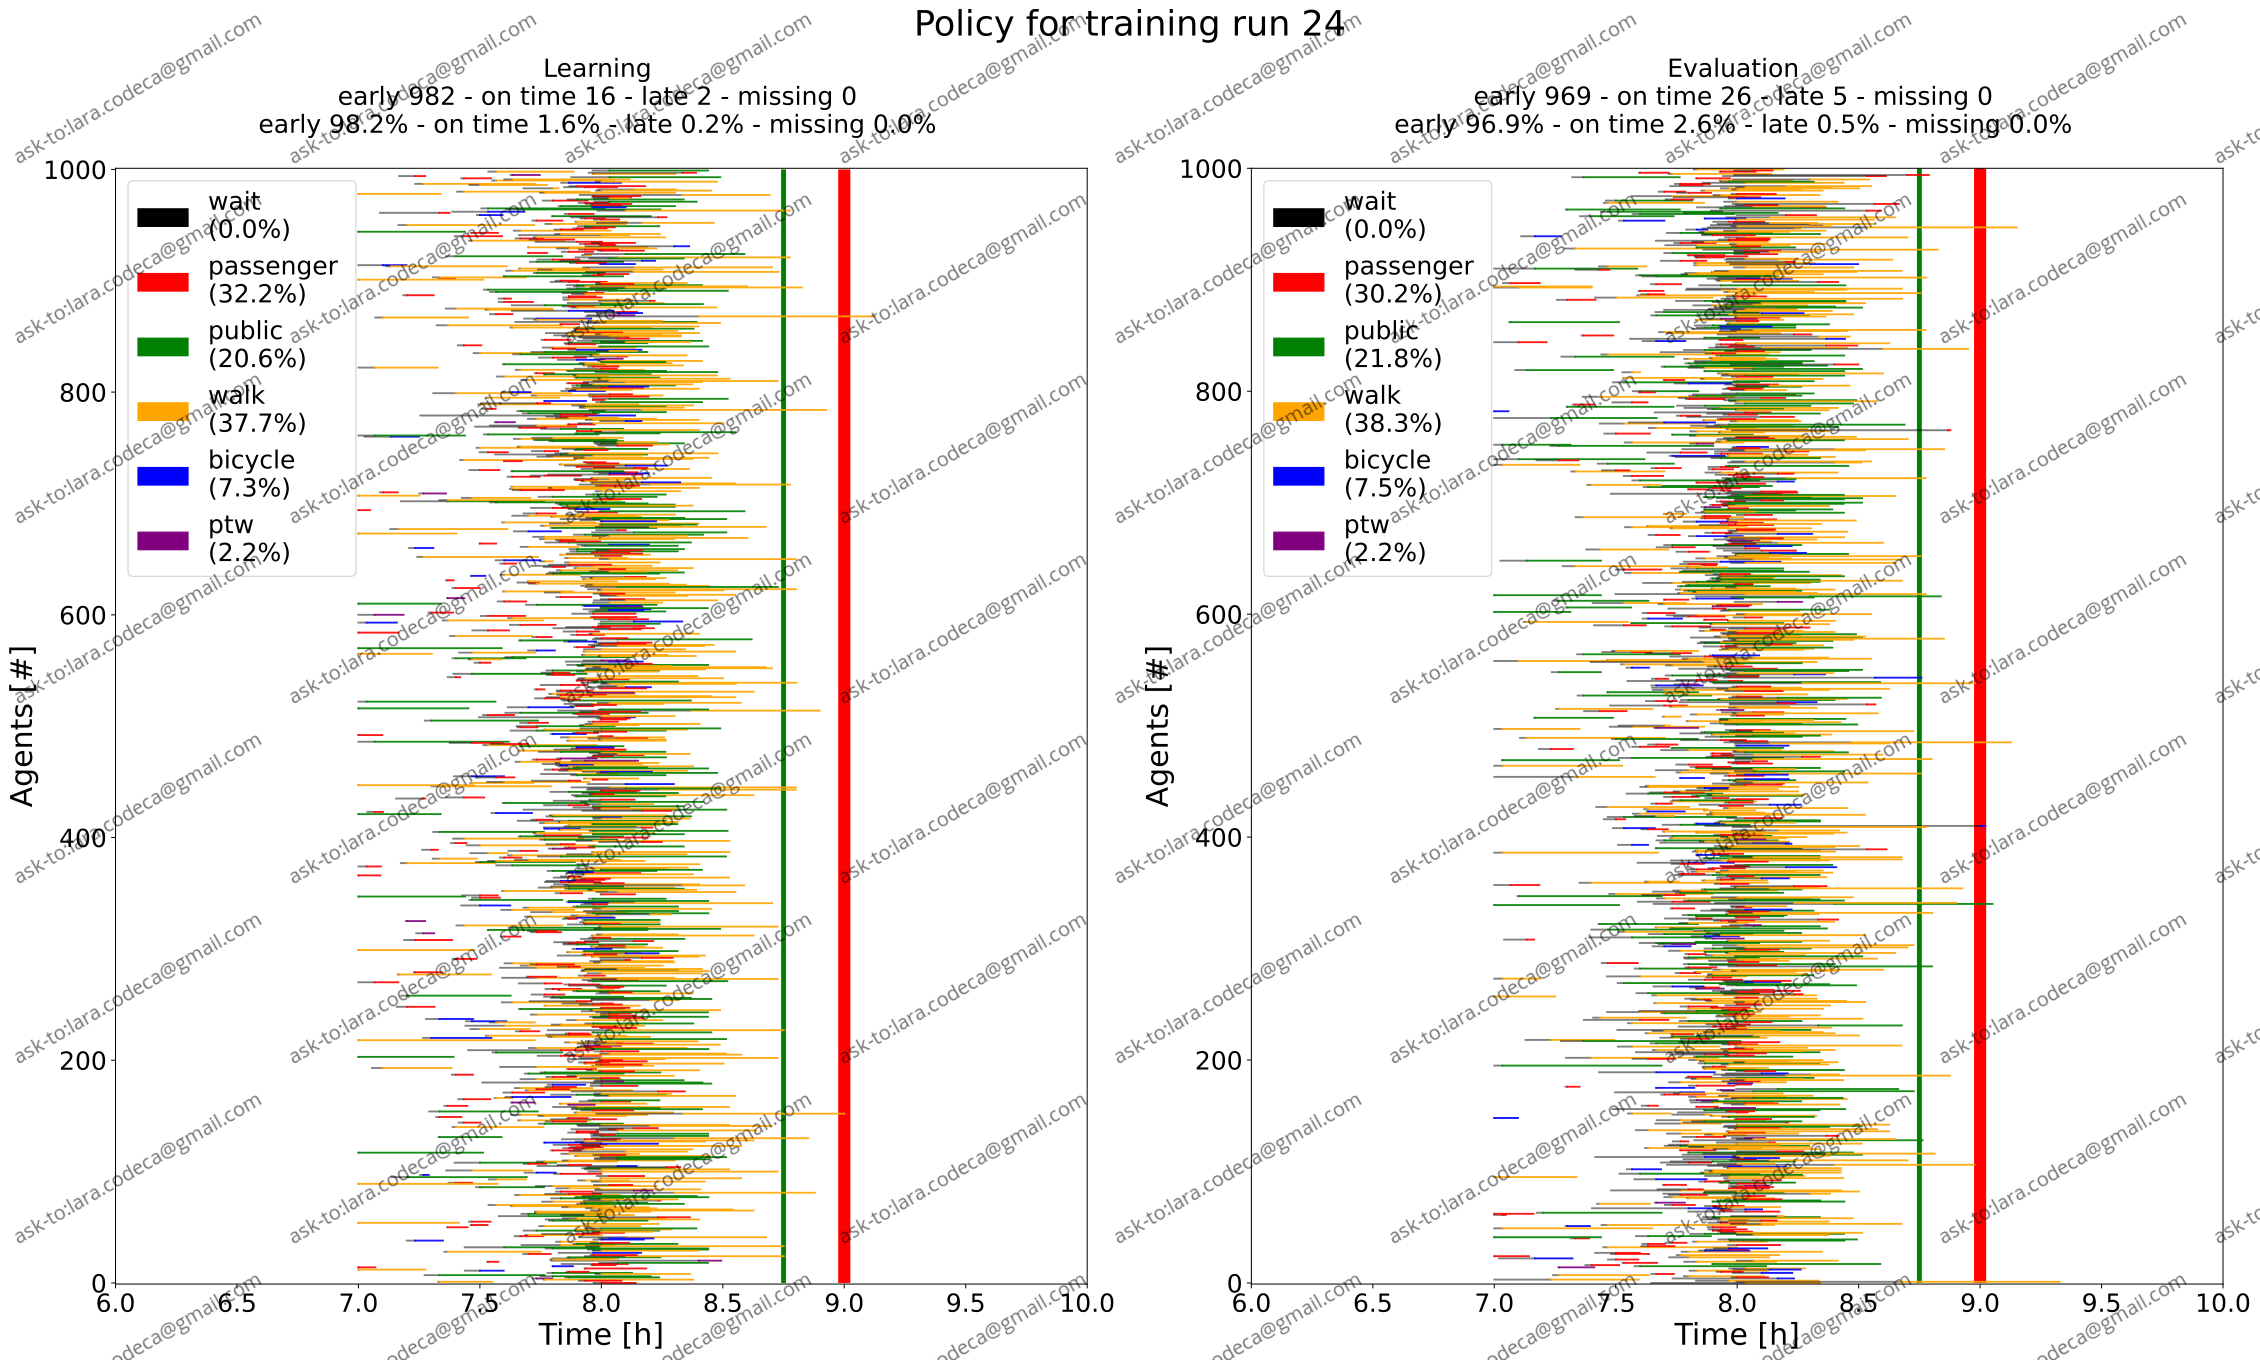 Policy for training run 24
Learning
early 982 - on time 16 - late 2 - missing 0
early 98.2% - on time 1.6% - late 0.2% - missing 0.0%
1000
800
600
400
200
0
Agents [#]
wait
(0.0%)
passenger
(32.2%)
public
(20.6%)
walk
(37.7%)
bicycle
(7.3%)
ptw
(2.2%)
6.0 6.5 7.0 7.5 8.0 8.5 9.0 9.5 10.0
Time [h]
Evaluation
early 969 - on time 26 - late 5 - missing 0
early 96.9% - on time 2.6% - late 0.5% - missing 0.0%
1000
800
600
400
200
0
Agents [#]
wait
(0.0%)
passenger
(30.2%)
public
(21.8%)
walk
(38.3%)
bicycle
(7.5%)
ptw
(2.2%)
6.0 6.5 7.0 7.5 8.0 8.5 9.0 9.5 10.0
Time [h]
ask-to:lara.codeca@gmail.com